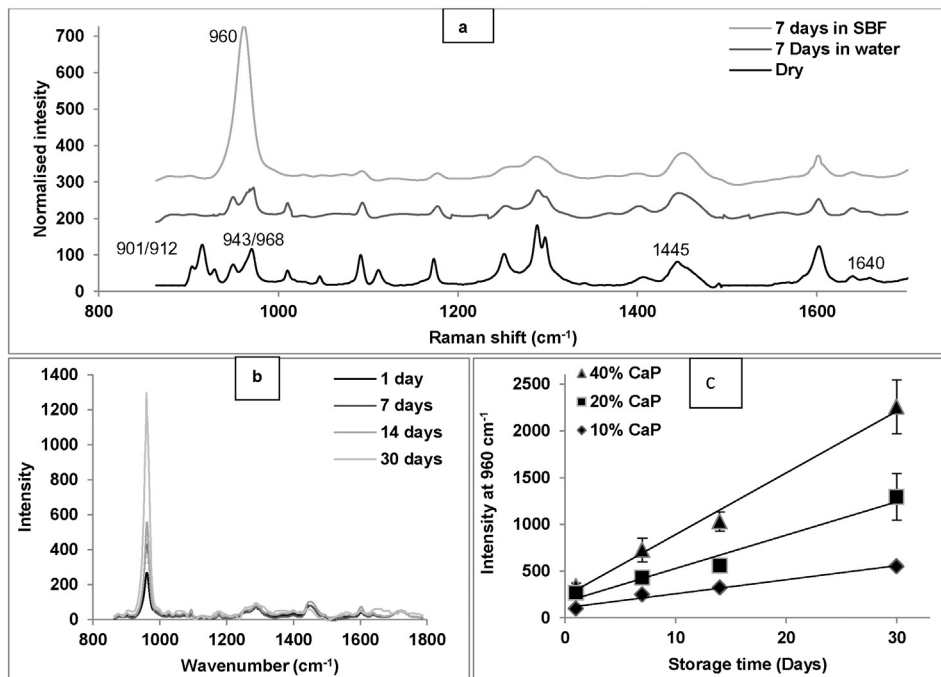 a
700
600
500
400
300
200
100
0
Normalised intesity
960
901/912
943/968
1445
1640
7 days in SBF
7 Days in water
Dry
800
1000
1200
1400
1600
Raman shift (cm⁻¹)
b
1400
1200
1000
800
600
400
200
0
Intensity
1 day
7 days
14 days
30 days
800
1000
1200
1400
1600
1800
Wavenumber (cm⁻¹)
C
2500
2000
1500
1000
500
0
Intensity at 960 cm⁻¹
40% CaP
20% CaP
10% CaP
0
10
20
30
Storage time (Days)